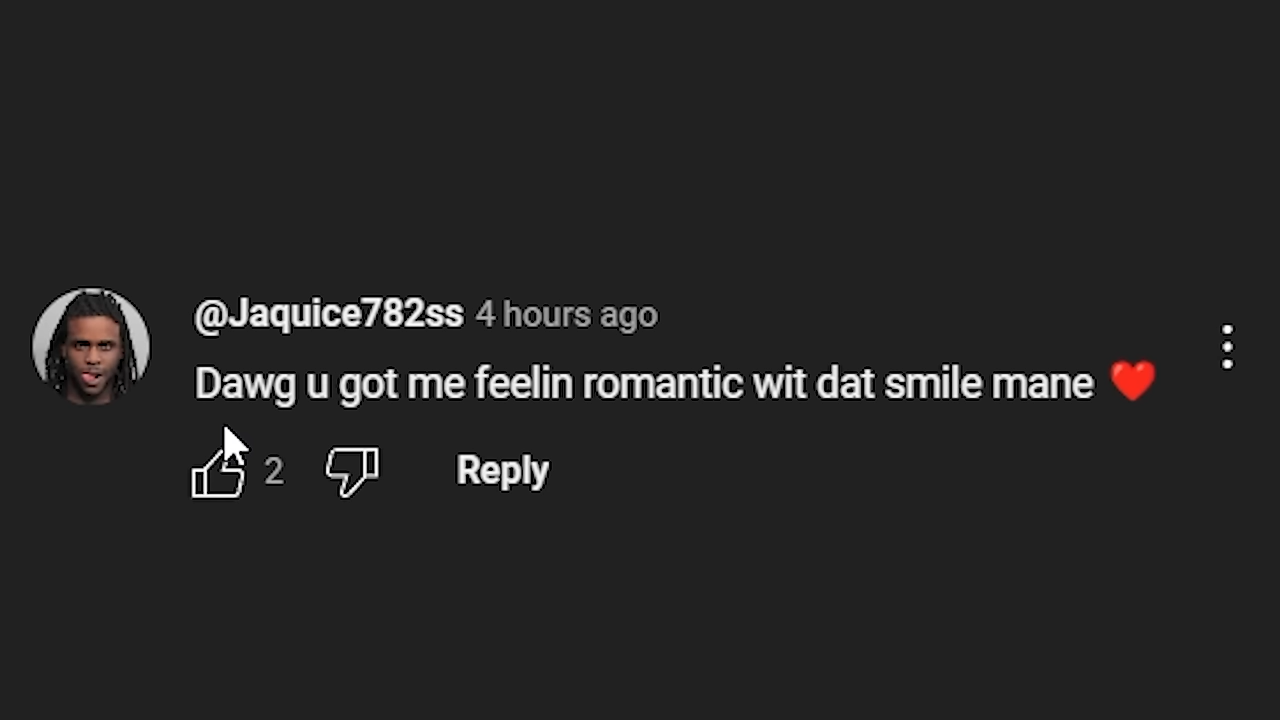 @Jaquice782ss 4 hours ago
Dawg u got me feelin romantic wit dat smile mane ❤️
2 Reply